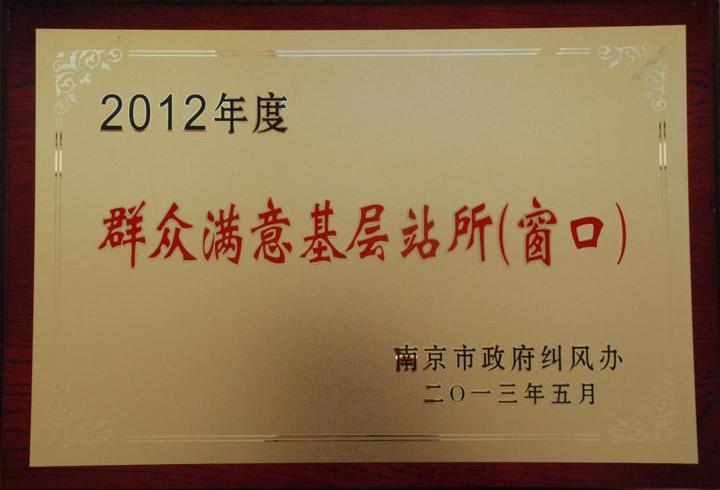 2012年度
群众满意基层站所(窗口)
南京市政府纠风办
二〇一三年五月